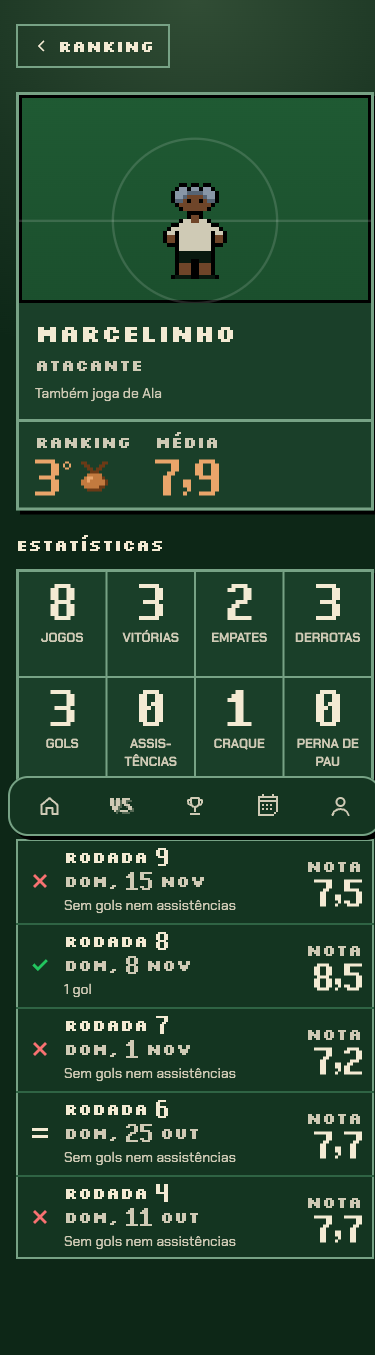 RANKING
MARCELINHO
ATACANTE
Também joga de Ala
RANKING MÉDIA
3° 7,9
ESTATÍSTICAS
8 3 2 3
JOGOS VITÓRIAS EMPATES DERROTAS
3 0 1 0
GOLS ASSIS- CRAQUE PERNA DE
TÊNCIAS PAU
VS
RODADA 9
DOM, 15 NOV
Sem gols nem assistências
NOTA
7,5
RODADA 8
DOM, 8 NOV
1 gol
NOTA
8,5
RODADA 7
DOM, 1 NOV
Sem gols nem assistências
NOTA
7,2
RODADA 6
DOM, 25 OUT
Sem gols nem assistências
NOTA
7,7
RODADA 4
DOM, 11 OUT
Sem gols nem assistências
NOTA
7,7